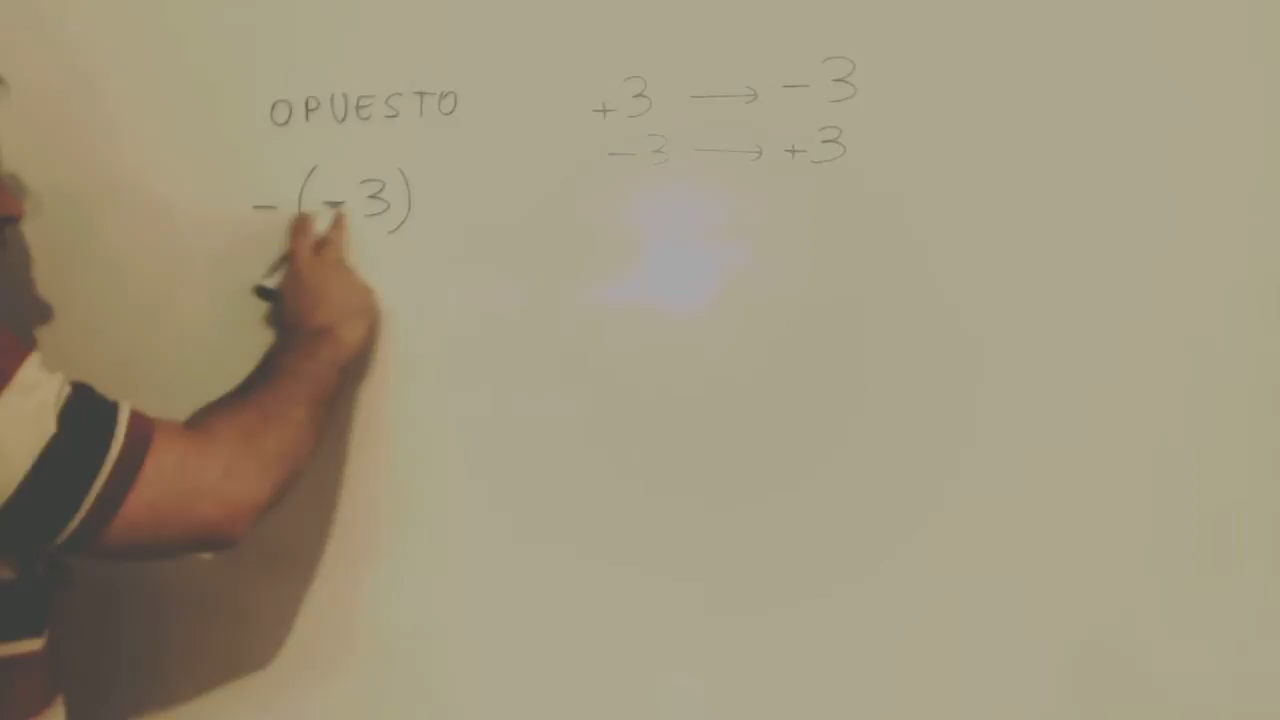 OPUESTO
+3 → -3
-3 → +3
-(-3)